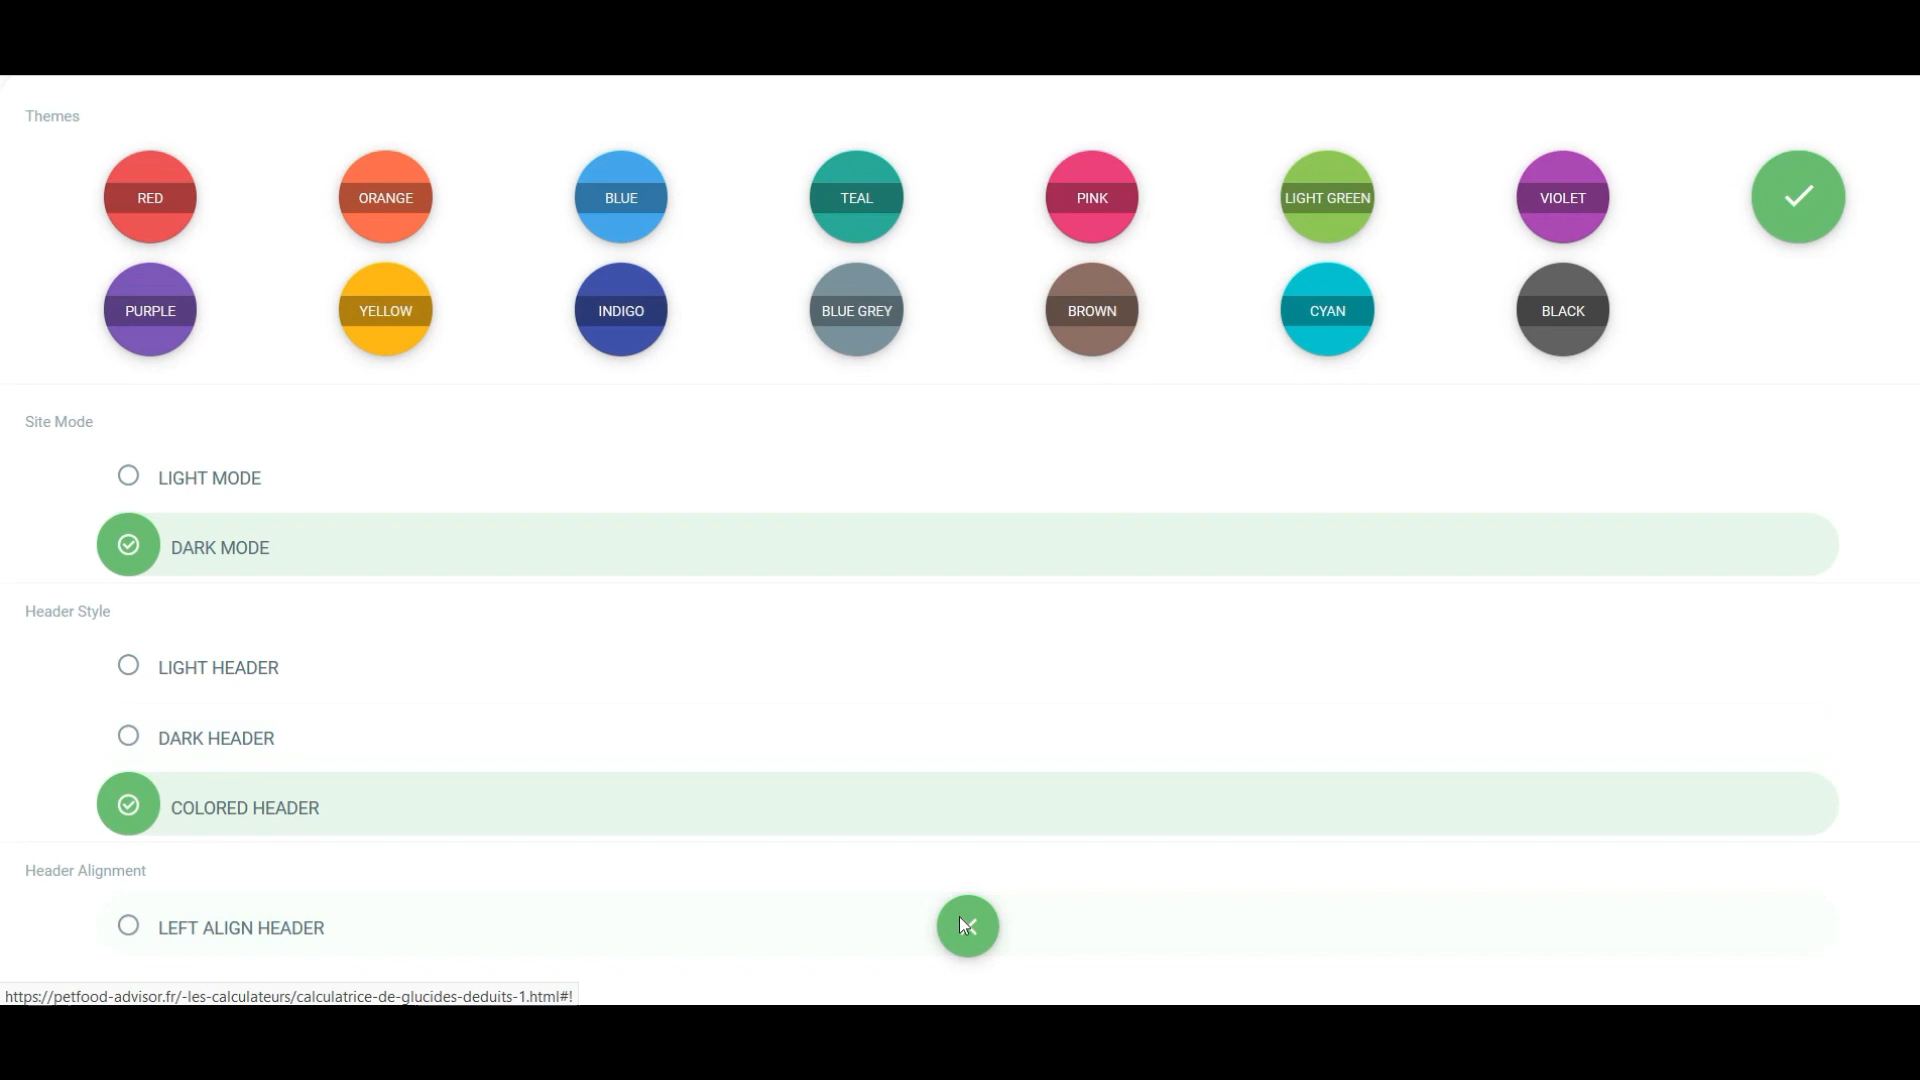 Themes
RED ORANGE BLUE TEAL PINK LIGHT GREEN VIOLET
PURPLE YELLOW INDIGO BLUE GREY BROWN CYAN BLACK
Site Mode
LIGHT MODE
DARK MODE
Header Style
LIGHT HEADER
DARK HEADER
COLORED HEADER
Header Alignment
LEFT ALIGN HEADER
https://petfood-advisor.fr/-les-calculateurs/calculatrice-de-glucides-deduits-1.html#!